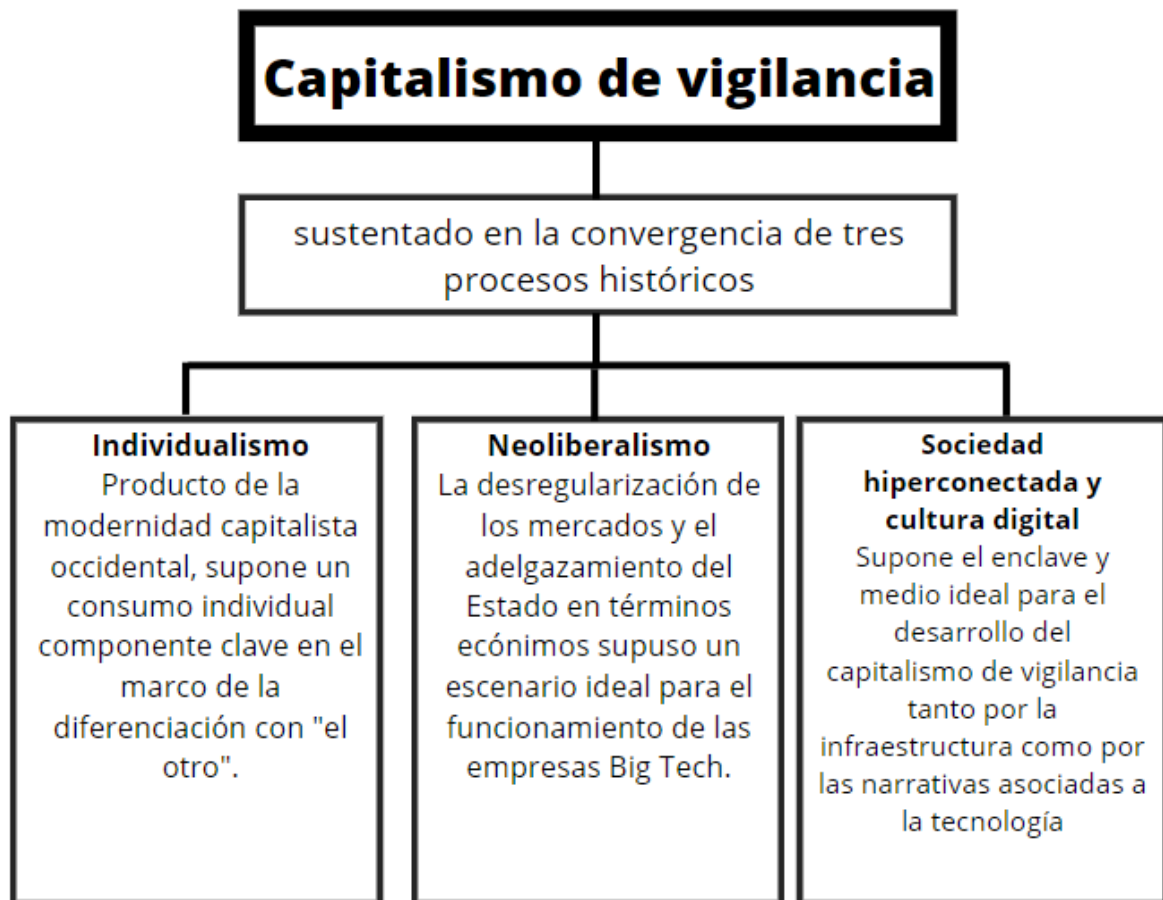 Capitalismo de vigilancia
sustentado en la convergencia de tres
procesos históricos
Individualismo
Producto de la
modernidad capitalista
occidental, supone un
consumo individual
componente clave en el
marco de la
diferenciación con "el
otro".
Neoliberalismo
La desregularización de
los mercados y el
adelgazamiento del
Estado en términos
ecónimos supuso un
escenario ideal para el
funcionamiento de las
empresas Big Tech.
Sociedad
hiperconectada y
cultura digital
Supone el enclave y
medio ideal para el
desarrollo del
capitalismo de vigilancia
tanto por la
infraestructura como por
las narrativas asociadas a
la tecnología